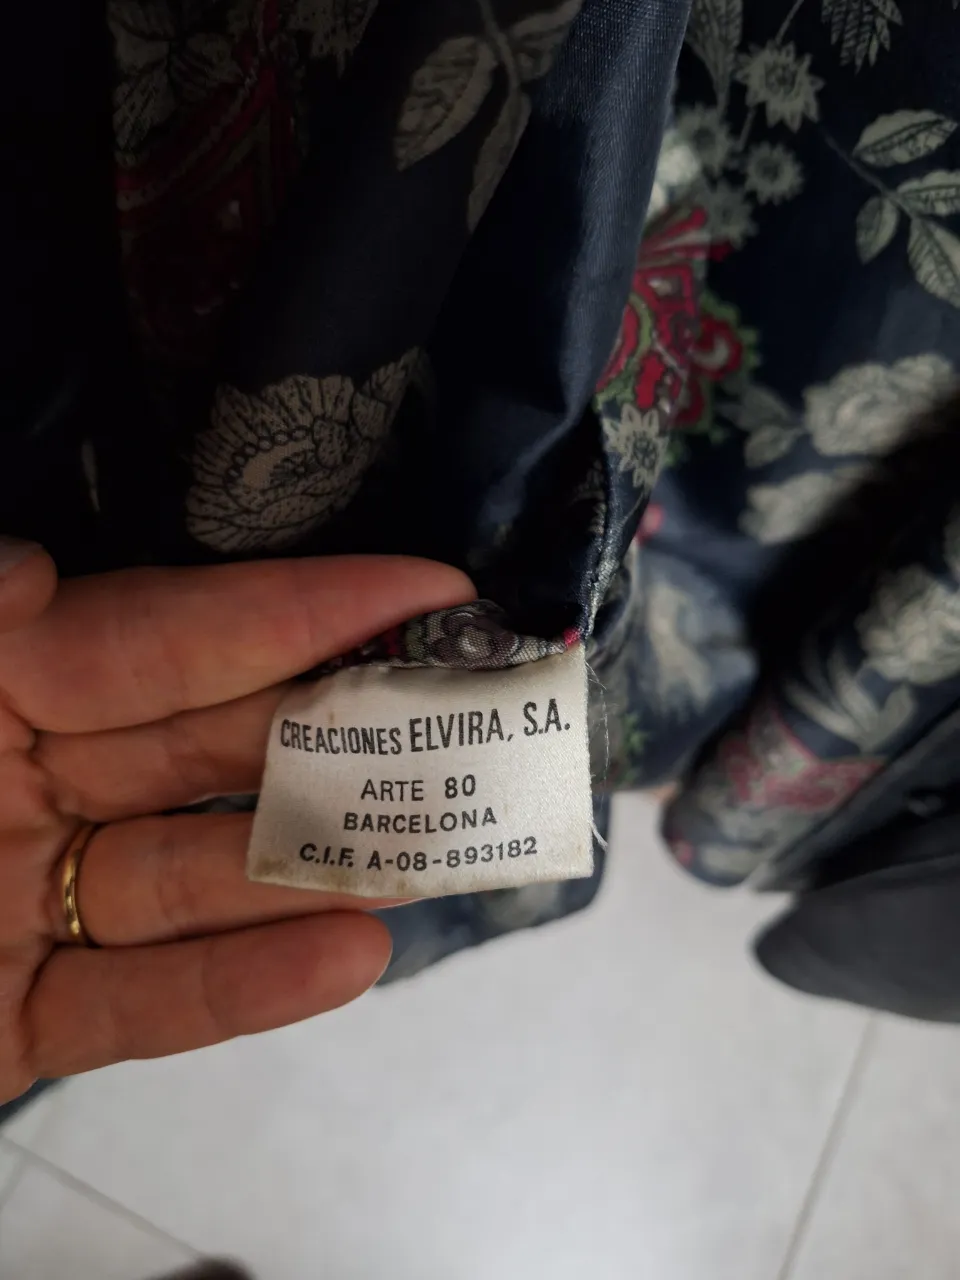 CREACIONES ELVIRA, S.A.
ARTE 80
BARCELONA
C.I.F. A-08-893182